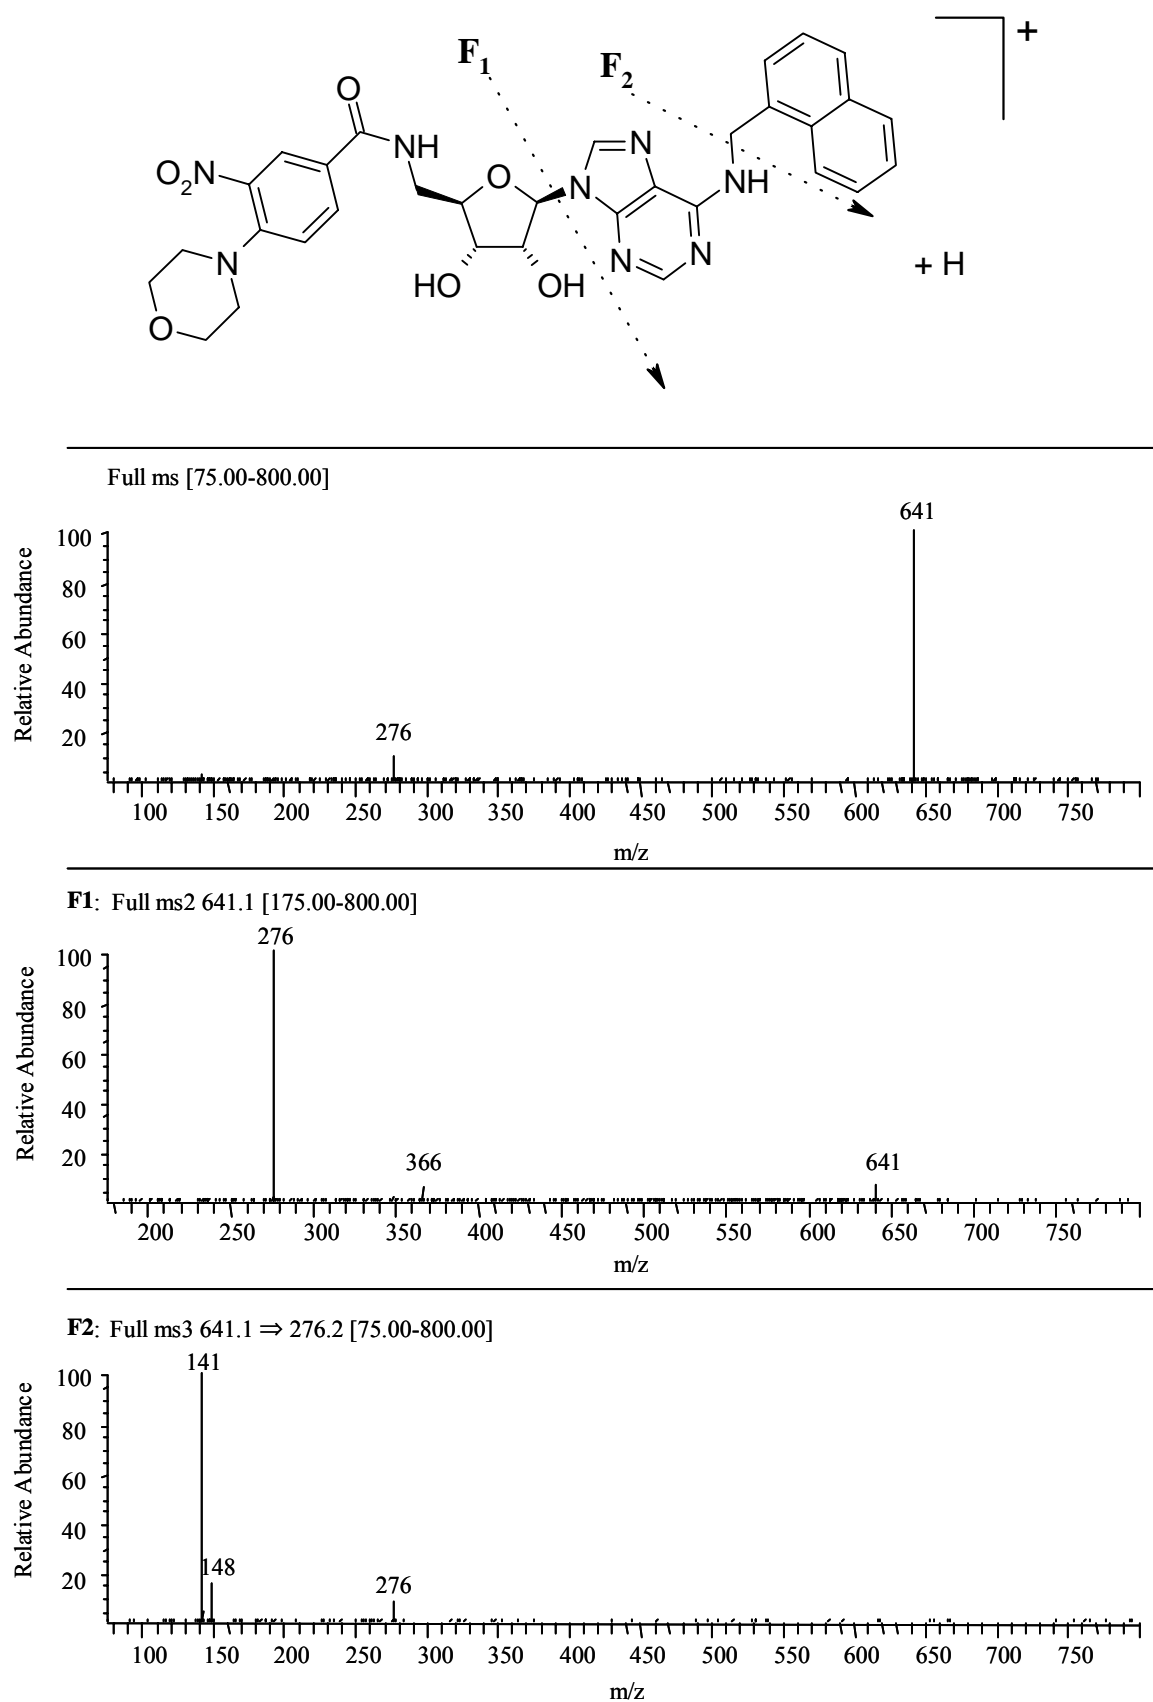 F1
F2
+
O
NH
O2N
O
N
N
NH
N
N
N
HO
OH
O
+ H
Full ms [75.00-800.00]
641
100
80
60
40
20
276
Relative Abundance
100 150 200 250 300 350 400 450 500 550 600 650 700 750
m/z
F1: Full ms2 641.1 [175.00-800.00]
276
100
80
60
40
20
366
641
Relative Abundance
200 250 300 350 400 450 500 550 600 650 700 750
m/z
F2: Full ms3 641.1 ⇒ 276.2 [75.00-800.00]
141
100
80
60
40
20
148
276
Relative Abundance
100 150 200 250 300 350 400 450 500 550 600 650 700 750
m/z